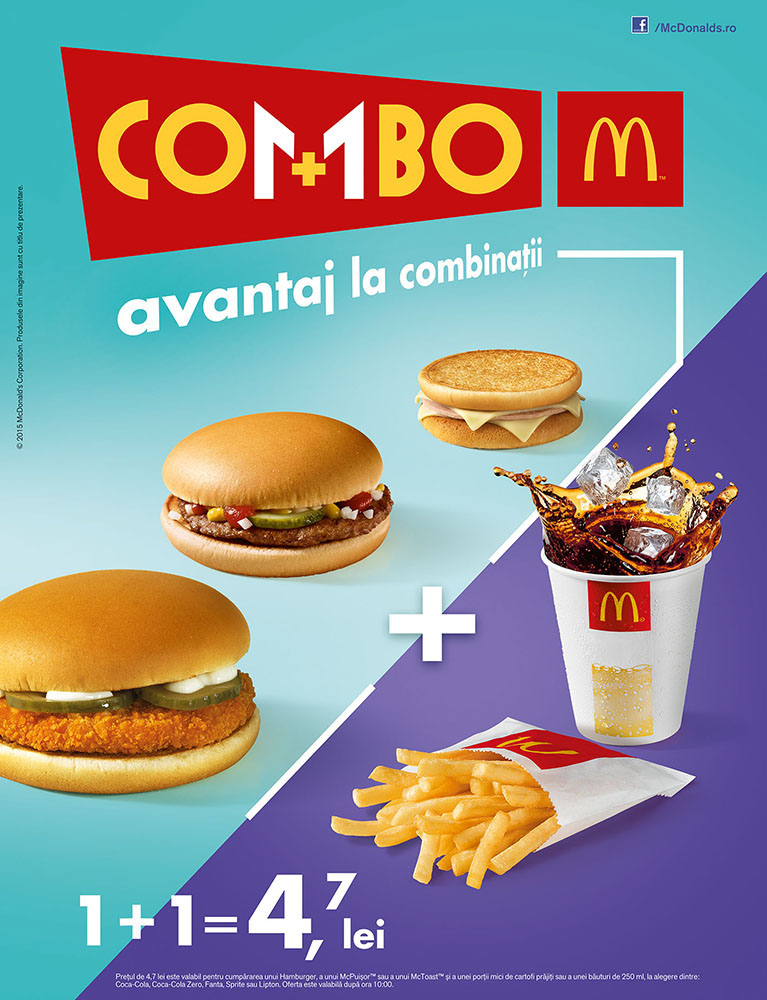 /McDonalds.ro
COM+1BO
M™
avantaj la combinații
© 2015 McDonald's Corporation. Produsele din imagine sunt cu titlu de prezentare.
+
1+1=4,7 lei
Prețul de 4,7 lei este valabil pentru cumpărarea unui Hamburger, a unui McPuișor™ sau a unui McToast™ și a unei porții mici de cartofi prăjiți sau a unei băuturi de 250 ml, la alegere dintre:
Coca-Cola, Coca-Cola Zero, Fanta, Sprite sau Lipton. Oferta este valabilă după ora 10:00.